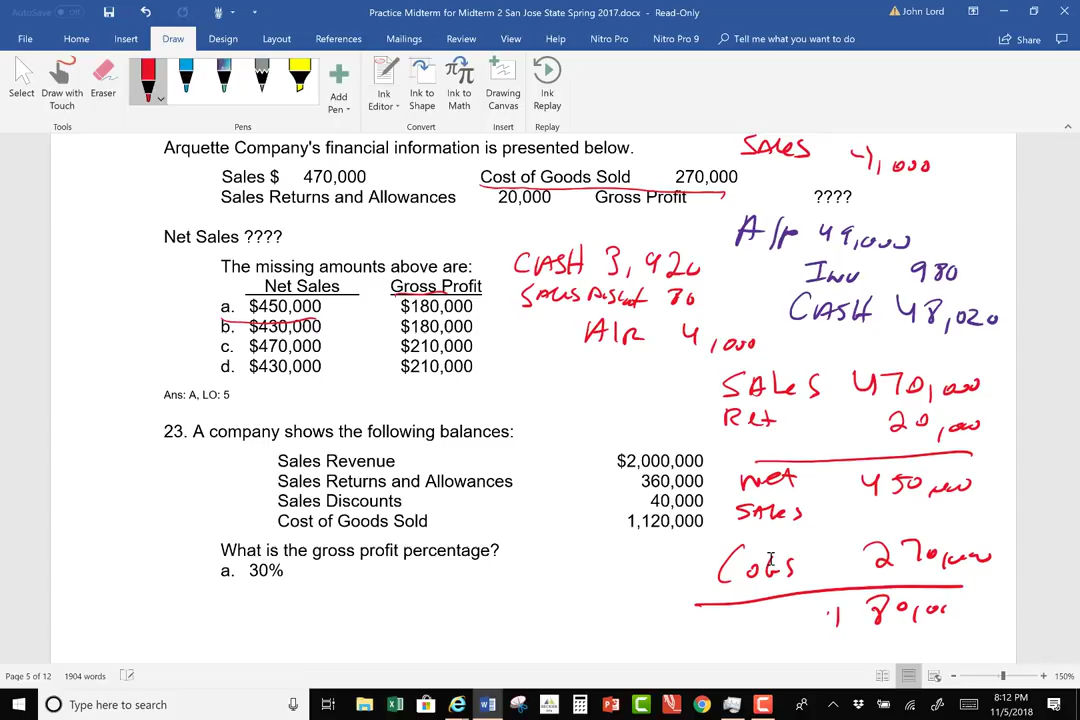 AutoSave Off
Practice Midterm for Midterm 2 San Jose State Spring 2017.docx - Read-Only
John Lord
File Home Insert Draw Design Layout References Mailings Review View Help Nitro Pro Nitro Pro 9 Tell me what you want to do
Share
Select Draw with Touch Eraser Add Pen Ink Editor Ink to Shape Ink to Math Drawing Canvas Ink Replay
Tools Pens Convert Insert Replay
Arquette Company's financial information is presented below.
SALES 4,000
Sales $ 470,000 Cost of Goods Sold 270,000
Sales Returns and Allowances 20,000 Gross Profit ????
A/P 49,000
Net Sales ????
CASH 3,920
Inv 980
The missing amounts above are:
Net Sales Gross Profit
SALES Discount 80
CASH 48,020
a. $450,000 $180,000
b. $430,000 $180,000
A/R 4,000
c. $470,000 $210,000
d. $430,000 $210,000
SALES 470,000
Ans: A, LO: 5
Ret 20,000
23. A company shows the following balances:
Sales Revenue $2,000,000
Sales Returns and Allowances 360,000
Net Sales 450,000
Sales Discounts 40,000
Cost of Goods Sold 1,120,000
What is the gross profit percentage?
COGS 270,000
a. 30%
180,00
Page 5 of 12 1904 words
150%
Type here to search
8:12 PM
11/5/2018